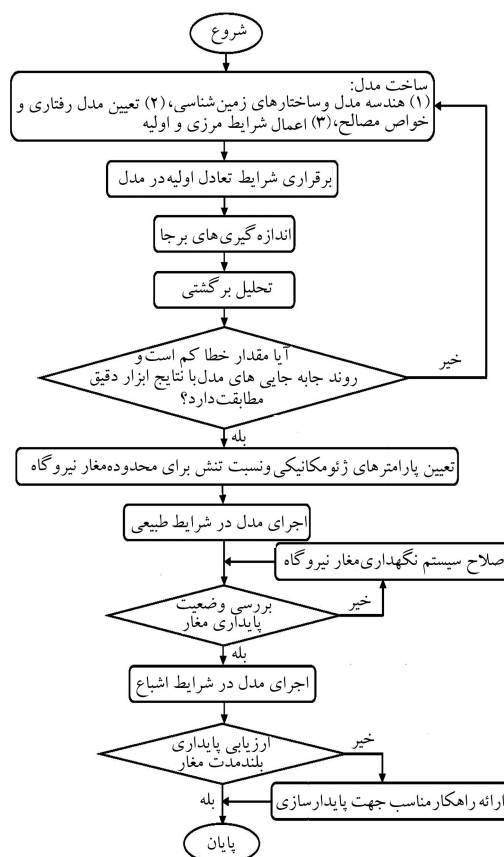 شروع
ساخت مدل:
(۱) هندسه مدل وساختارهای زمین‌شناسی، (۲) تعیین مدل رفتاری و
خواص مصالح، (۳) اعمال شرایط مرزی و اولیه
برقراری شرایط تعادل اولیه در مدل
اندازه گیری‌های برجا
تحلیل برگشتی
آیا مقدار خطا کم است و
روند جابه جایی های مدل با نتایج ابزار دقیق
مطابقت دارد؟
خیر
بله
تعیین پارامترهای ژئومکانیکی ونسبت تنش برای محدوده مغار نیروگاه
اجرای مدل در شرایط طبیعی
صلاح سیستم نگهداری مغار نیروگاه
بررسی وضعیت
پایداری مغار
خیر
بله
اجرای مدل در شرایط اشباع
ارزیابی پایداری
بلندمدت مغار
خیر
بله
ارائه راهکار مناسب جهت پایدارسازی
پایان